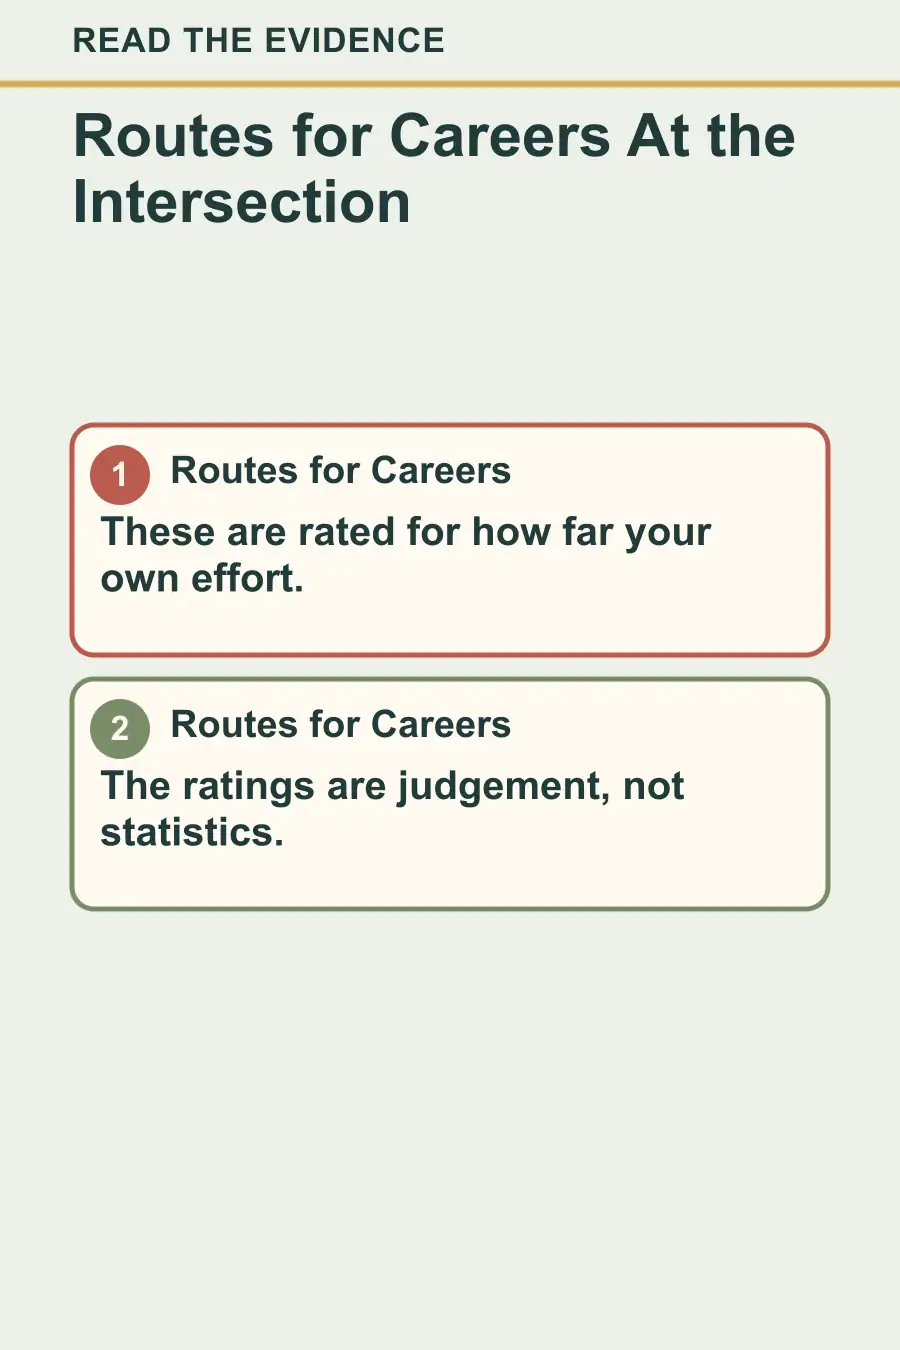 READ THE EVIDENCE
Routes for Careers At the
Intersection
1 Routes for Careers
These are rated for how far your
own effort.
2 Routes for Careers
The ratings are judgement, not
statistics.